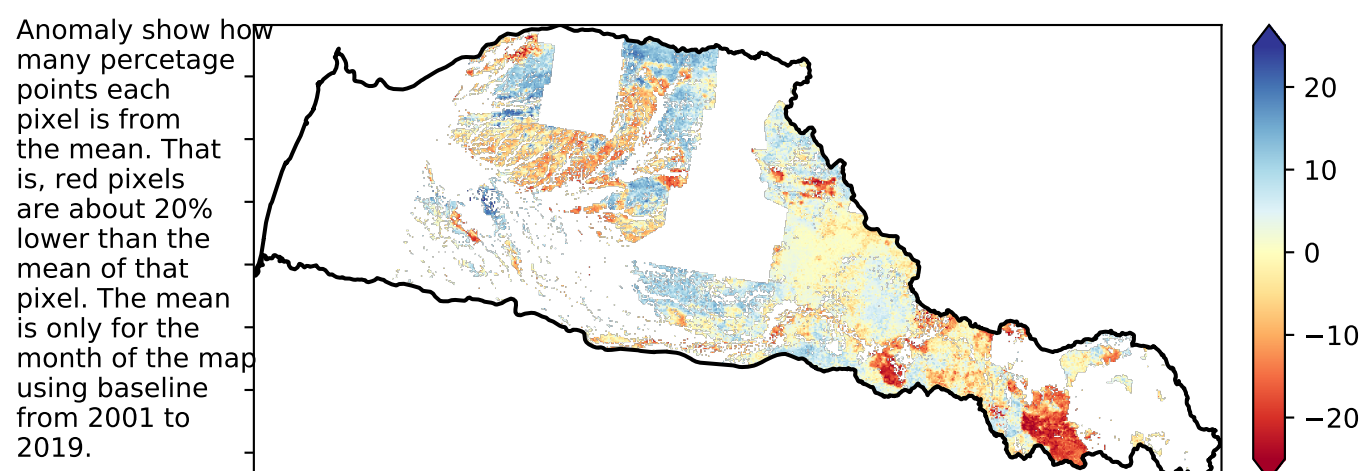 Anomaly show how
many percetage
points each
pixel is from
the mean. That
is, red pixels
are about 20%
lower than the
mean of that
pixel. The mean
is only for the
month of the map
using baseline
from 2001 to
2019.
20
10
0
−10
−20